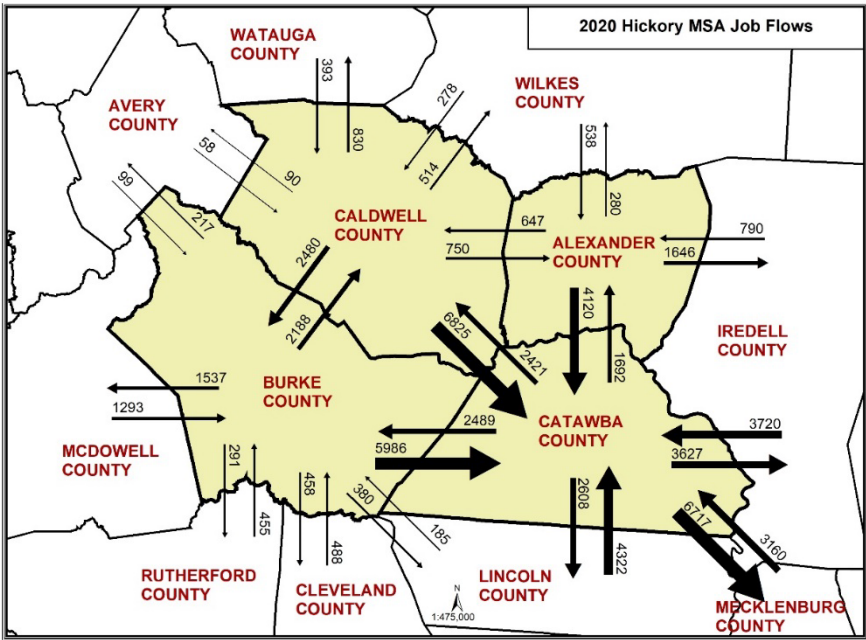 2020 Hickory MSA Job Flows
WATAUGA
COUNTY
WILKES
COUNTY
AVERY
COUNTY
393
830
278
514
538
280
58
90
99
217
CALDWELL
COUNTY
647
750
ALEXANDER
COUNTY
790
1646
2480
2188
4120
1692
6825
2421
IREDELL
COUNTY
1537
1293
BURKE
COUNTY
2489
5986
CATAWBA
COUNTY
3720
3627
MCDOWELL
COUNTY
291
455
458
488
380
185
2608
4322
6717
3160
RUTHERFORD
COUNTY
CLEVELAND
COUNTY
N
1:475,000
LINCOLN
COUNTY
MECKLENBURG
COUNTY